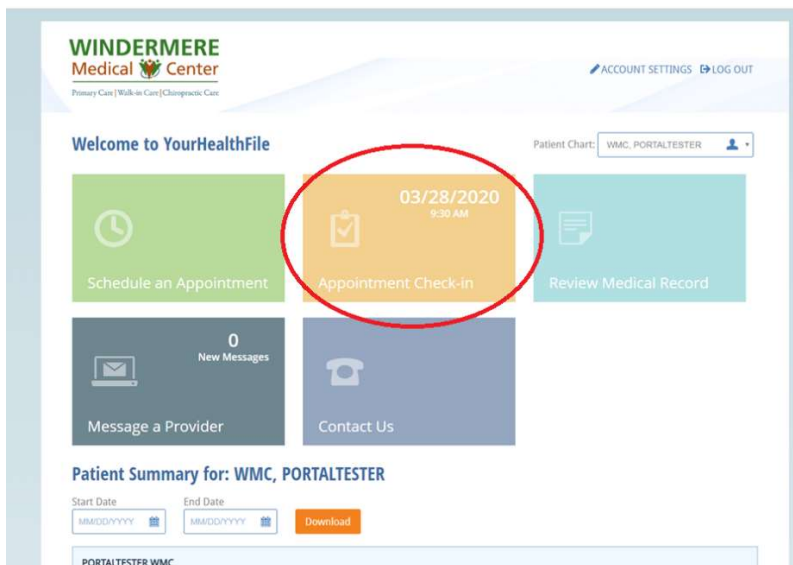 WINDERMERE
Medical Center
Primary Care | Walk-in Care | Chiropractic Care
ACCOUNT SETTINGS LOG OUT
Welcome to YourHealthFile
Patient Chart: WMC, PORTALTESTER
03/28/2020
9:30 AM
Schedule an Appointment
Appointment Check-in
Review Medical Record
0
New Messages
Message a Provider
Contact Us
Patient Summary for: WMC, PORTALTESTER
Start Date End Date
MM/DD/YYYY MM/DD/YYYY Download
PORTALTESTER WMC